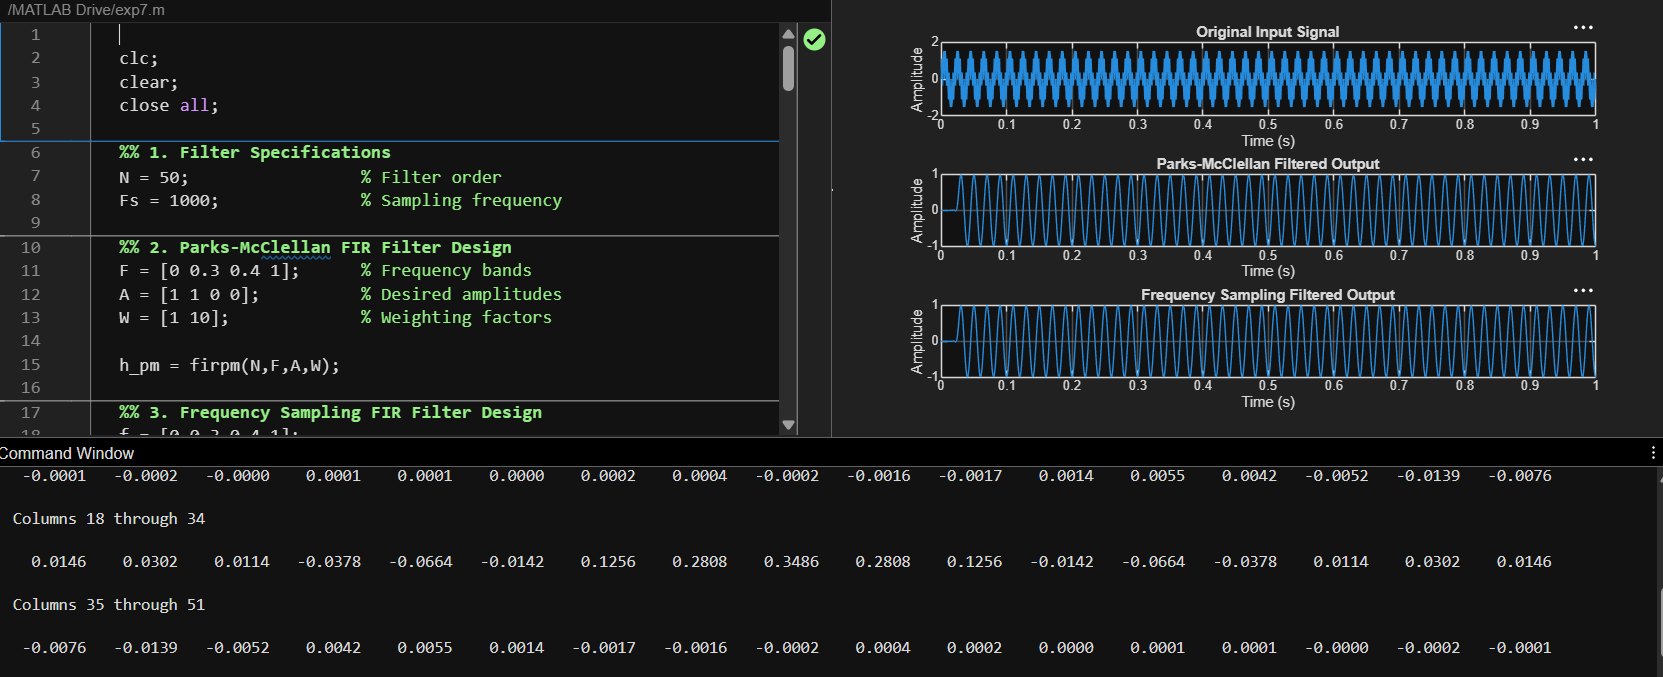 /MATLAB Drive/exp7.m
1
2 clc;
3 clear;
4 close all;
5
6 %% 1. Filter Specifications
7 N = 50; % Filter order
8 Fs = 1000; % Sampling frequency
9
10 %% 2. Parks-McClellan FIR Filter Design
11 F = [0 0.3 0.4 1]; % Frequency bands
12 A = [1 1 0 0]; % Desired amplitudes
13 W = [1 10]; % Weighting factors
14
15 h_pm = firpm(N,F,A,W);
16
17 %% 3. Frequency Sampling FIR Filter Design
18 f = [0 0.3 0.4 1];
Original Input Signal
Amplitude
2
0
-2
0 0.1 0.2 0.3 0.4 0.5 0.6 0.7 0.8 0.9 1
Time (s)
Parks-McClellan Filtered Output
Amplitude
1
0
-1
0 0.1 0.2 0.3 0.4 0.5 0.6 0.7 0.8 0.9 1
Time (s)
Frequency Sampling Filtered Output
Amplitude
1
0
-1
0 0.1 0.2 0.3 0.4 0.5 0.6 0.7 0.8 0.9 1
Time (s)
Command Window
-0.0001 -0.0002 -0.0000 0.0001 0.0001 0.0000 0.0002 0.0004 -0.0002 -0.0016 -0.0017 0.0014 0.0055 0.0042 -0.0052 -0.0139 -0.0076
Columns 18 through 34
0.0146 0.0302 0.0114 -0.0378 -0.0664 -0.0142 0.1256 0.2808 0.3486 0.2808 0.1256 -0.0142 -0.0664 -0.0378 0.0114 0.0302 0.0146
Columns 35 through 51
-0.0076 -0.0139 -0.0052 0.0042 0.0055 0.0014 -0.0017 -0.0016 -0.0002 0.0004 0.0002 0.0000 0.0001 0.0001 -0.0000 -0.0002 -0.0001